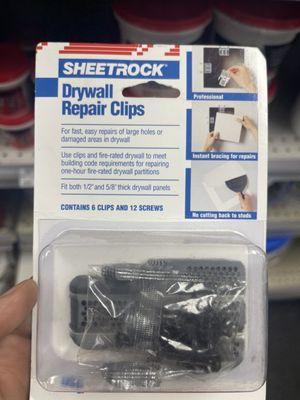 SHEETROCK
Drywall
Repair Clips
For fast, easy repairs of large holes or
damaged areas in drywall
Use clips and fire-rated drywall to meet
building code requirements for repairing
one-hour fire-rated drywall partitions
Fit both 1/2" and 5/8" thick drywall panels
CONTAINS 6 CLIPS AND 12 SCREWS
Professional
Instant bracing for repairs
No cutting back to studs